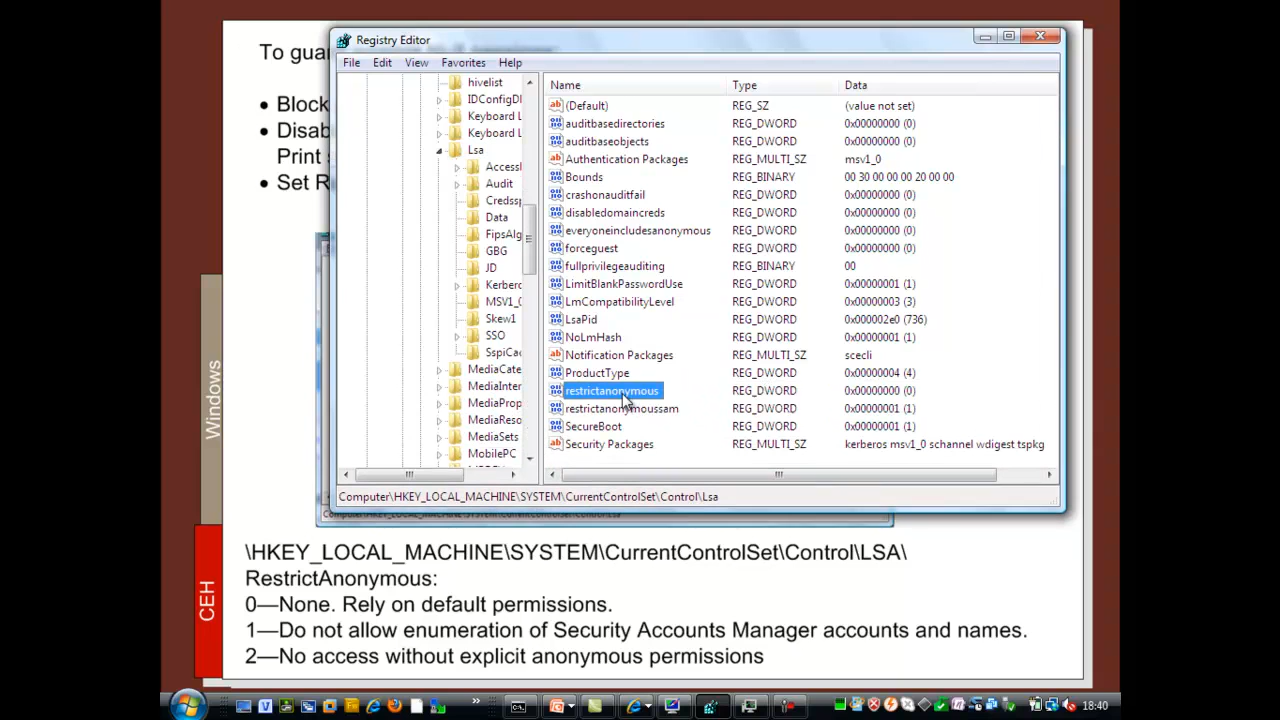 To guar
• Block
• Disab
Print s
• Set R
Registry Editor
File Edit View Favorites Help
hivelist
IDConfigD
Keyboard L
Keyboard L
Lsa
Access
Audit
Credss
Data
FipsAlg
GBG
JD
Kerbero
MSV1_0
Skew1
SSO
SspiCac
MediaCate
MediaInter
MediaProp
MediaReso
MediaSets
MobilePC
Name Type Data
(Default) REG_SZ (value not set)
auditbasedirectories REG_DWORD 0x00000000 (0)
auditbaseobjects REG_DWORD 0x00000000 (0)
Authentication Packages REG_MULTI_SZ msv1_0
Bounds REG_BINARY 00 30 00 00 00 20 00 00
crashonauditfail REG_DWORD 0x00000000 (0)
disabledomaincreds REG_DWORD 0x00000000 (0)
everyoneincludesanonymous REG_DWORD 0x00000000 (0)
forceguest REG_DWORD 0x00000000 (0)
fullprivilegeauditing REG_BINARY 00
LimitBlankPasswordUse REG_DWORD 0x00000001 (1)
LmCompatibilityLevel REG_DWORD 0x00000003 (3)
LsaPid REG_DWORD 0x000002e0 (736)
NoLmHash REG_DWORD 0x00000001 (1)
Notification Packages REG_MULTI_SZ scecli
ProductType REG_DWORD 0x00000004 (4)
restrictanonymous REG_DWORD 0x00000000 (0)
restrictanonymoussam REG_DWORD 0x00000001 (1)
SecureBoot REG_DWORD 0x00000001 (1)
Security Packages REG_MULTI_SZ kerberos msv1_0 schannel wdigest tspkg
Computer\HKEY_LOCAL_MACHINE\SYSTEM\CurrentControlSet\Control\Lsa
Windows
CEH
\HKEY_LOCAL_MACHINE\SYSTEM\CurrentControlSet\Control\LSA\
RestrictAnonymous:
0—None. Rely on default permissions.
1—Do not allow enumeration of Security Accounts Manager accounts and names.
2—No access without explicit anonymous permissions
18:40